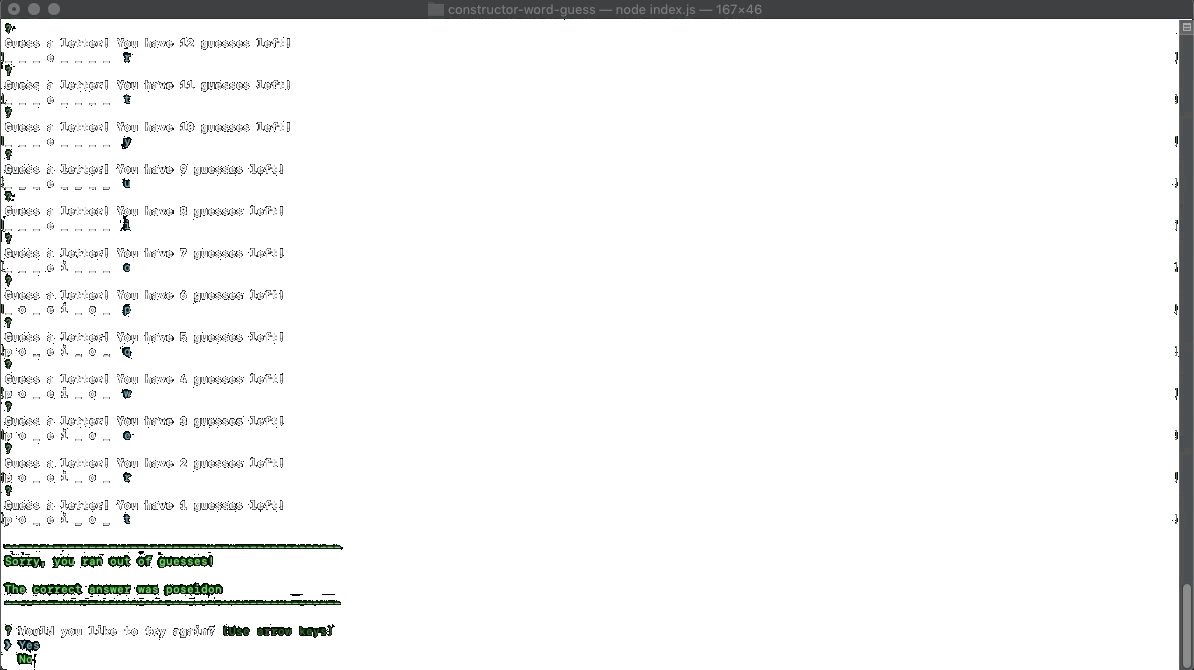 constructor-word-guess — node index.js — 167×46
?
Guess a letter! You have 12 guesses left!
_ _ _ e _ _ _ _ r
?
Guess a letter! You have 11 guesses left!
_ _ _ e _ _ _ _ t
?
Guess a letter! You have 10 guesses left!
_ _ _ e _ _ _ _ y
?
Guess a letter! You have 9 guesses left!
_ _ _ e _ _ _ _ u
?
Guess a letter! You have 8 guesses left!
_ _ _ e _ _ _ _ i
?
Guess a letter! You have 7 guesses left!
_ _ _ e i _ _ _ o
?
Guess a letter! You have 6 guesses left!
_ o _ e i _ o _ p
?
Guess a letter! You have 5 guesses left!
p o _ e i _ o _ q
?
Guess a letter! You have 4 guesses left!
p o _ e i _ o _ w
?
Guess a letter! You have 3 guesses left!
p o _ e i _ o _ e
?
Guess a letter! You have 2 guesses left!
p o _ e i _ o _ r
?
Guess a letter! You have 1 guesses left!
p o _ e i _ o _ t
Sorry, you ran out of guesses!
The correct answer was poseidon
? Would you like to try again? (Use arrow keys)
❯ Yes
No